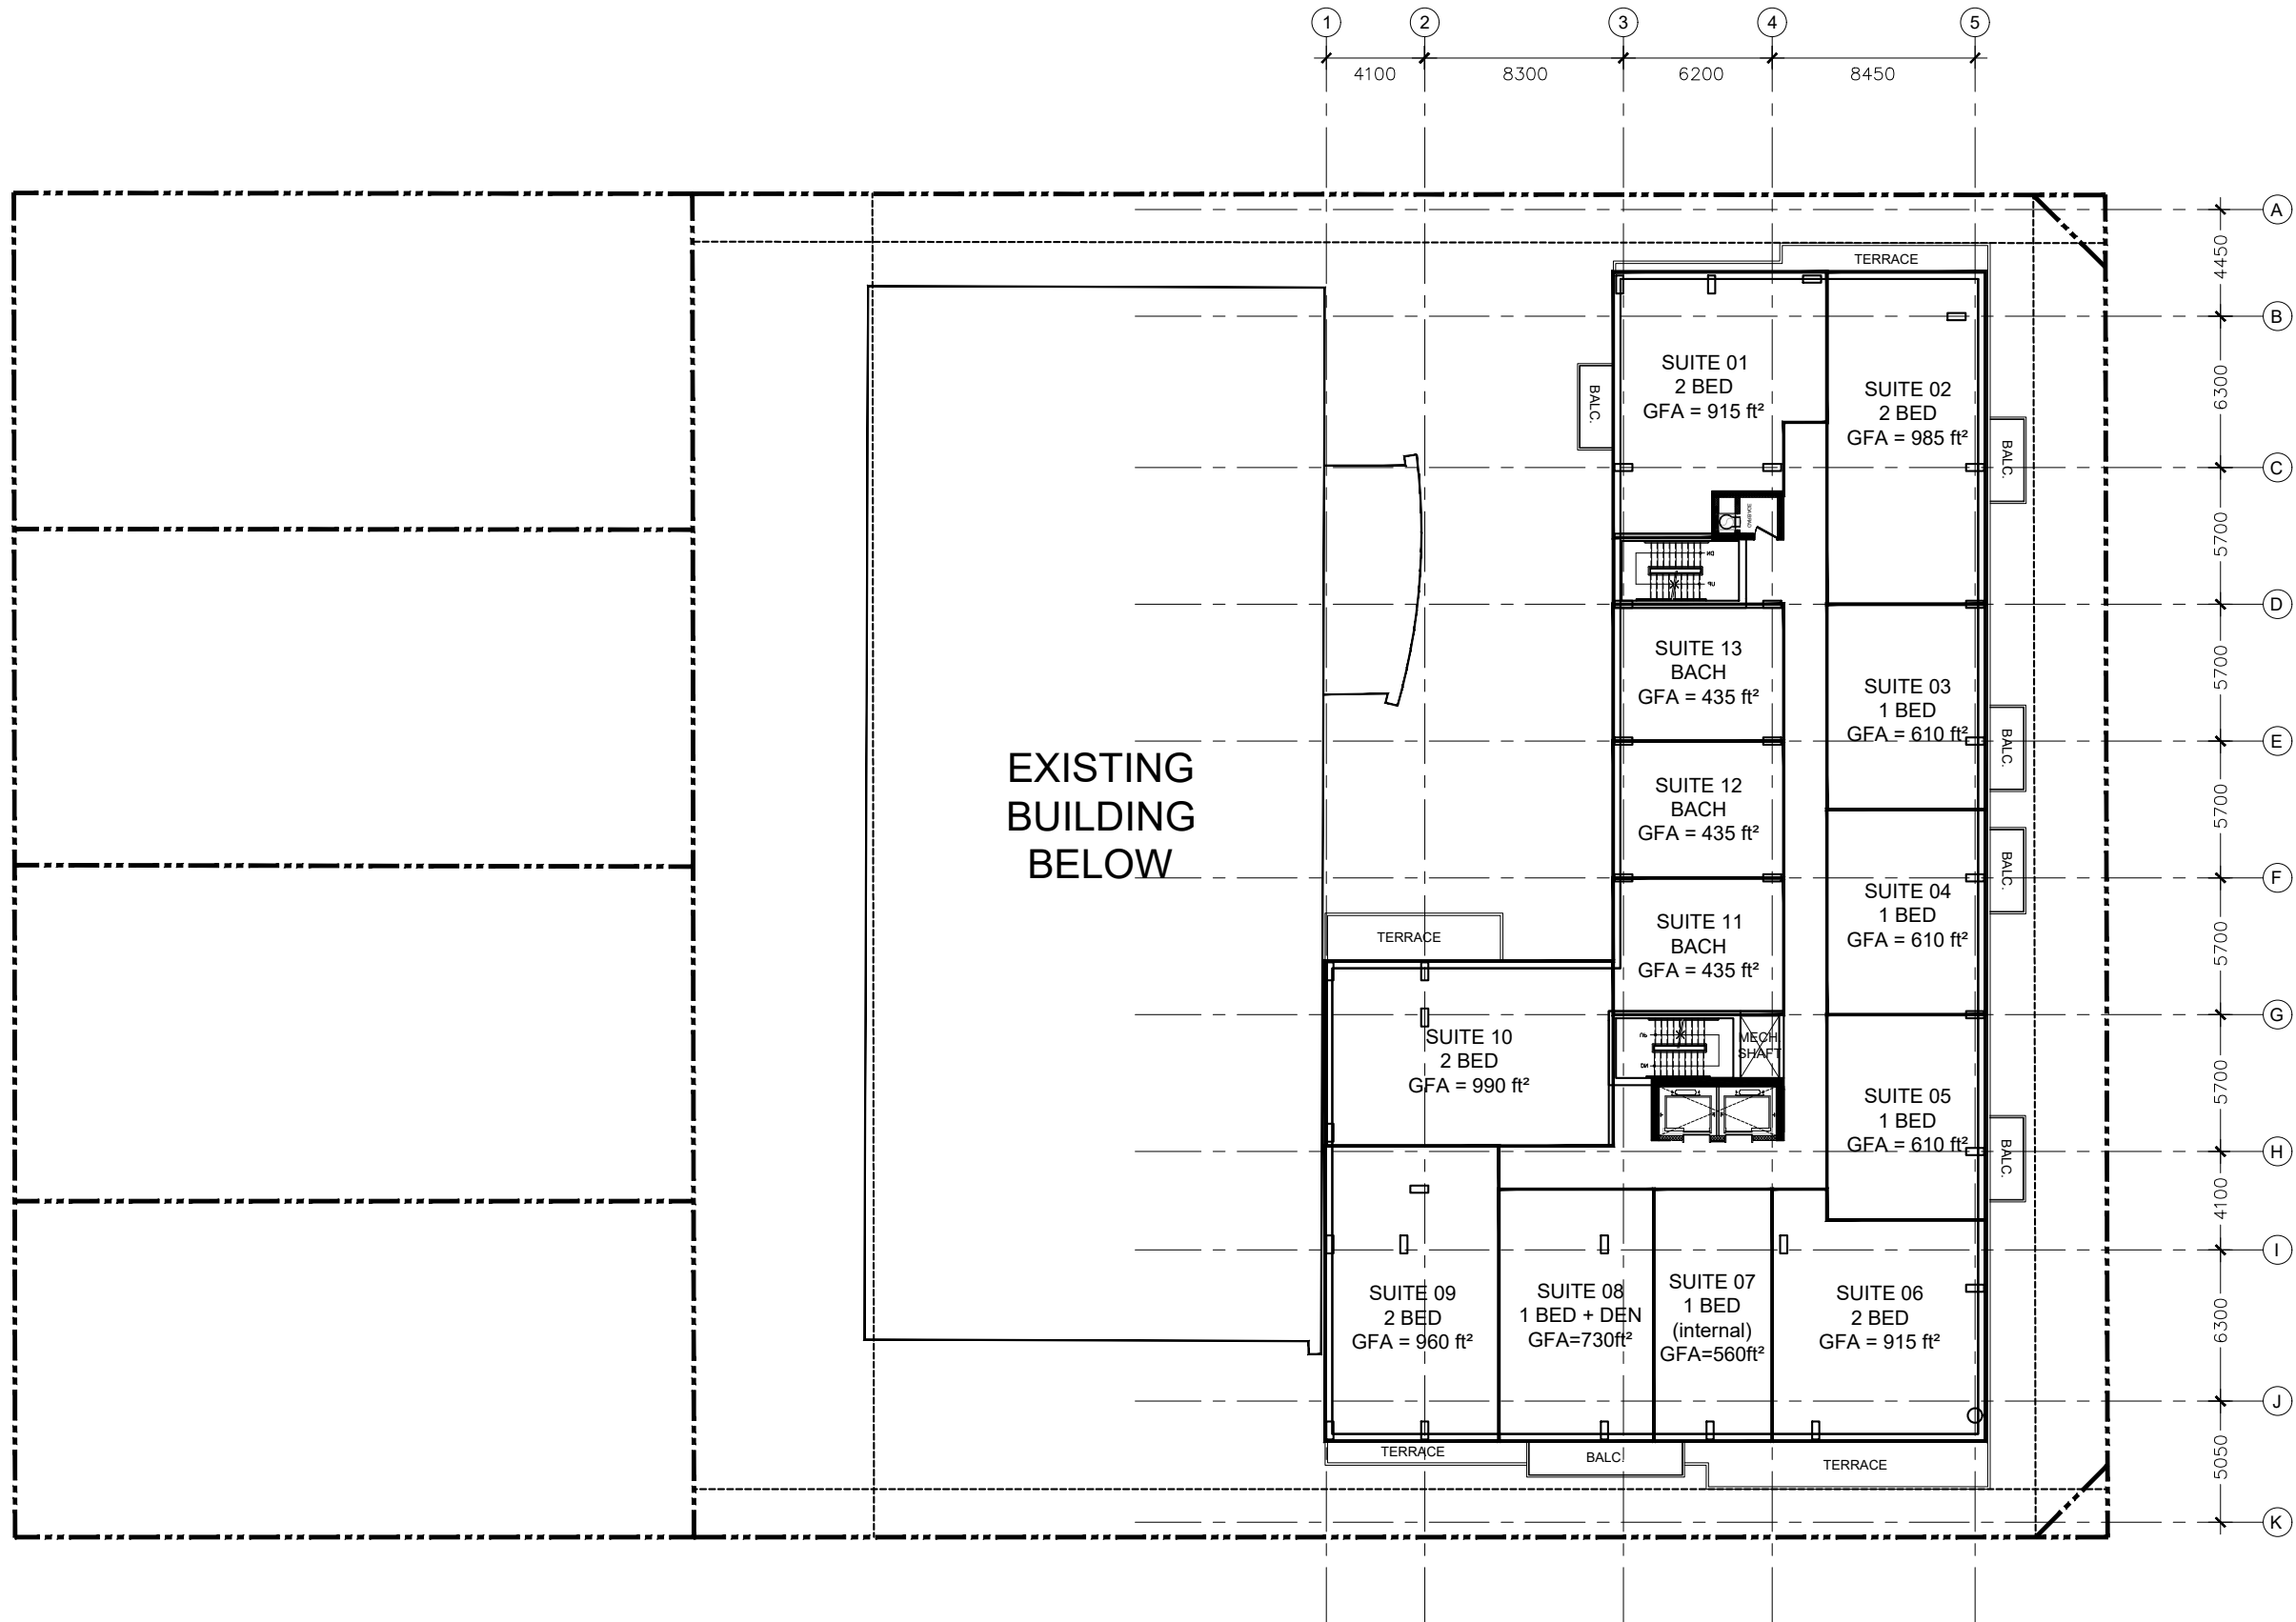 1 2 3 4 5
4100 8300 6200 8450
A
4450
B
6300
C
5700
D
5700
E
5700
F
5700
G
5700
H
4100
I
6300
J
5050
K
TERRACE
SUITE 01
2 BED
GFA = 915 ft²
BALC.
SUITE 02
2 BED
GFA = 985 ft²
BALC.
DN
UP
SUITE 13
BACH
GFA = 435 ft²
SUITE 03
1 BED
GFA = 610 ft²
BALC.
EXISTING
BUILDING
BELOW
SUITE 12
BACH
GFA = 435 ft²
SUITE 04
1 BED
GFA = 610 ft²
BALC.
TERRACE
SUITE 11
BACH
GFA = 435 ft²
SUITE 10
2 BED
GFA = 990 ft²
UP
DN
MECH.
SHAFT
SUITE 05
1 BED
GFA = 610 ft²
BALC.
SUITE 09
2 BED
GFA = 960 ft²
SUITE 08
1 BED + DEN
GFA=730ft²
SUITE 07
1 BED
(internal)
GFA=560ft²
SUITE 06
2 BED
GFA = 915 ft²
TERRACE
BALC.
TERRACE